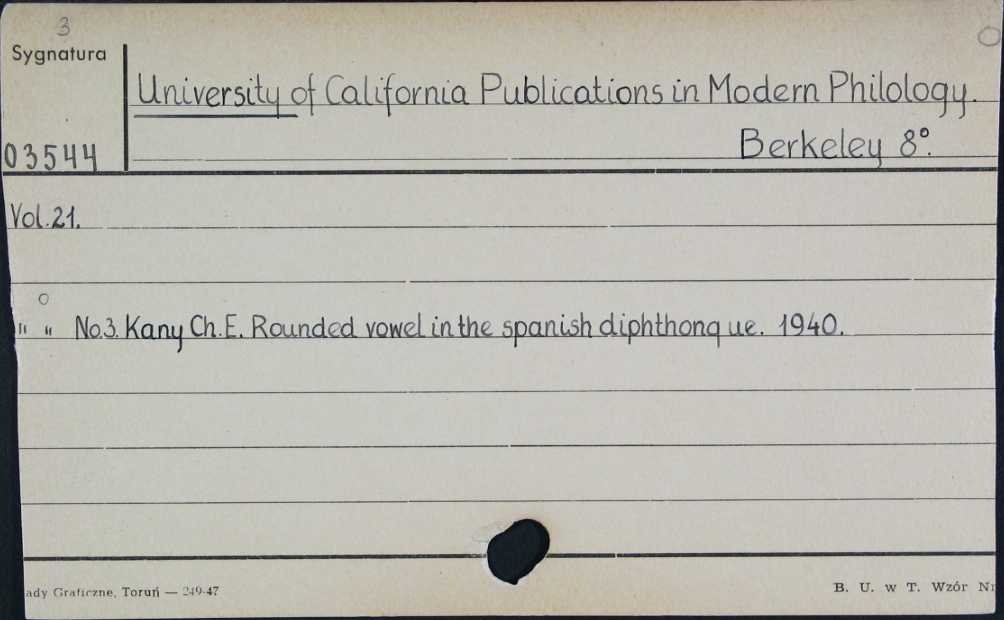 3
Sygnatura
University of California Publications in Modern Philology.
03544
Berkeley 8°.
Vol.21.
" " No.3. Kany Ch.E. Rounded vowel in the spanish diphthong ue. 1940.
ady Graficzne, Toruń — 249-47
B. U. w T. Wzór Nr